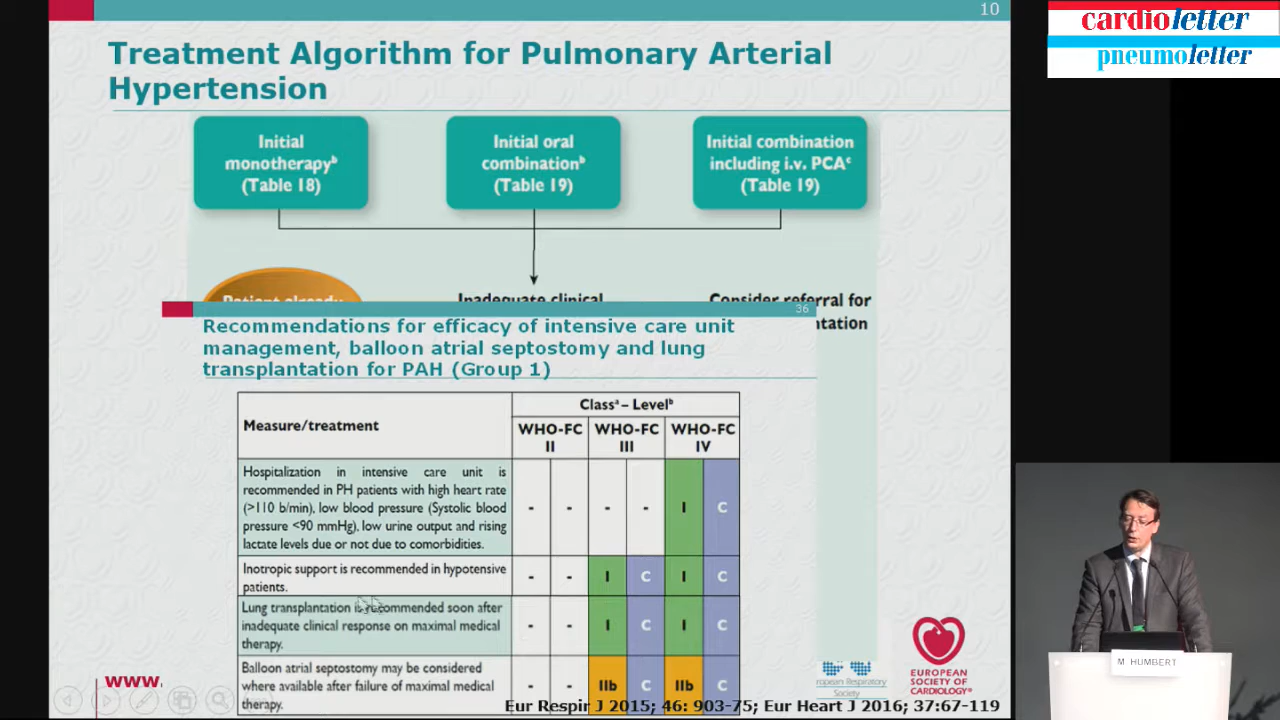 10
cardioletter
pneumoletter
Treatment Algorithm for Pulmonary Arterial
Hypertension
Initial
monotherapyᵇ
(Table 18)
Initial oral
combinationᵇ
(Table 19)
Initial combination
including i.v. PCAᶜ
(Table 19)
Patient already
Inadequate clinical
Consider referral for
ntation
36
Recommendations for efficacy of intensive care unit
management, balloon atrial septostomy and lung
transplantation for PAH (Group 1)
Measure/treatment
Classᵃ – Levelᵇ
WHO-FC
II
WHO-FC
III
WHO-FC
IV
Hospitalization in intensive care unit is
recommended in PH patients with high heart rate
(>110 b/min), low blood pressure (Systolic blood
pressure <90 mmHg), low urine output and rising
lactate levels due or not due to comorbidities.
- - - - I C
Inotropic support is recommended in hypotensive
patients.
- - I C I C
Lung transplantation is recommended soon after
inadequate clinical response on maximal medical
therapy.
- - I C I C
Balloon atrial septostomy may be considered
where available after failure of maximal medical
therapy.
- - IIb C IIb C
www.
ropean Respiratory
Society
EUROPEAN
SOCIETY OF
CARDIOLOGY®
Eur Respir J 2015; 46: 903-75; Eur Heart J 2016; 37:67-119
M HUMBERT